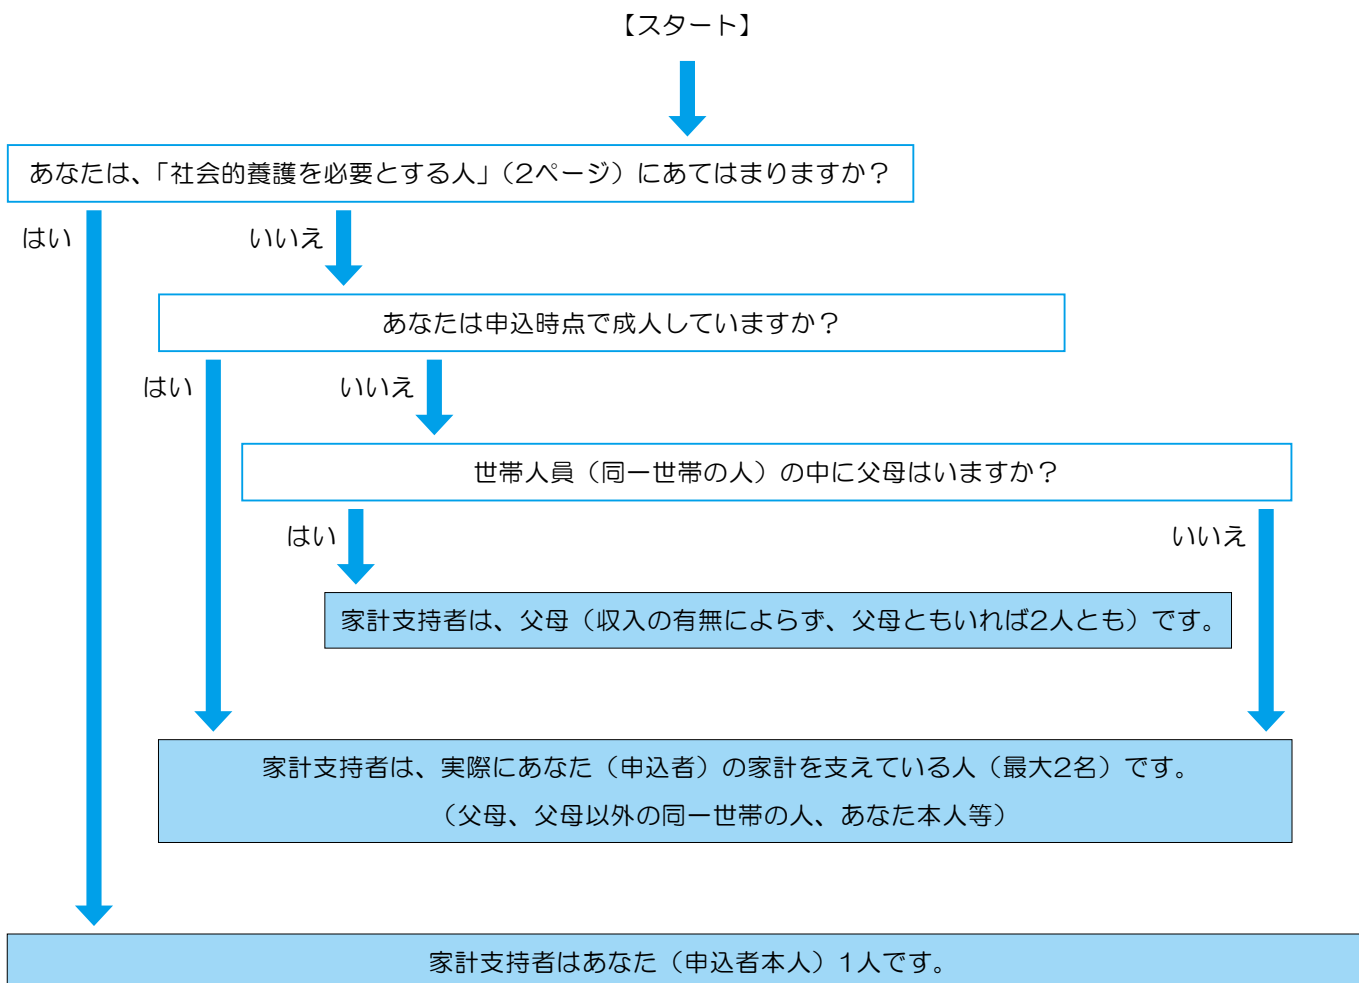 【スタート】
あなたは、「社会的養護を必要とする人」（2ページ）にあてはまりますか？
はい
いいえ
あなたは申込時点で成人していますか？
はい
いいえ
世帯人員（同一世帯の人）の中に父母はいますか？
はい
いいえ
家計支持者は、父母（収入の有無によらず、父母ともいれば2人とも）です。
家計支持者は、実際にあなた（申込者）の家計を支えている人（最大2名）です。
（父母、父母以外の同一世帯の人、あなた本人等）
家計支持者はあなた（申込者本人）1人です。